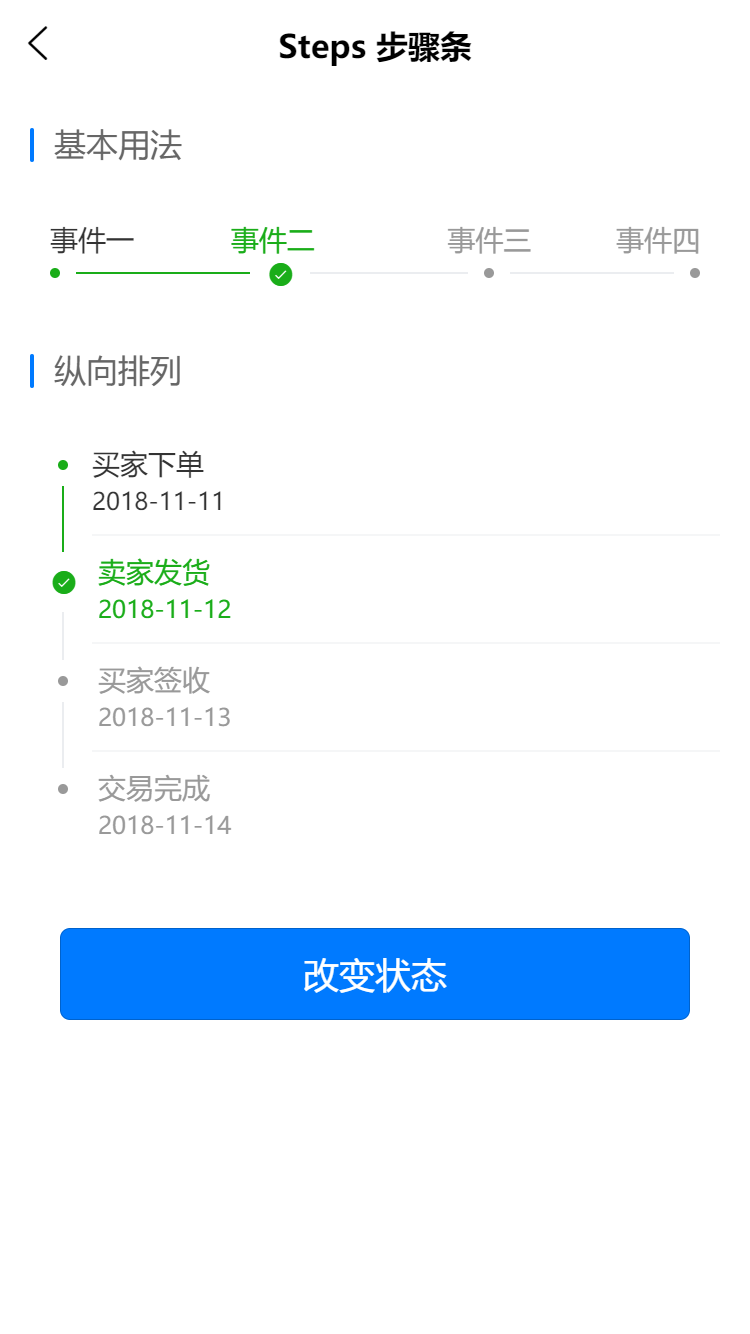 Steps 步骤条
基本用法
事件一 事件二 事件三 事件四
纵向排列
买家下单
2018-11-11
卖家发货
2018-11-12
买家签收
2018-11-13
交易完成
2018-11-14
改变状态